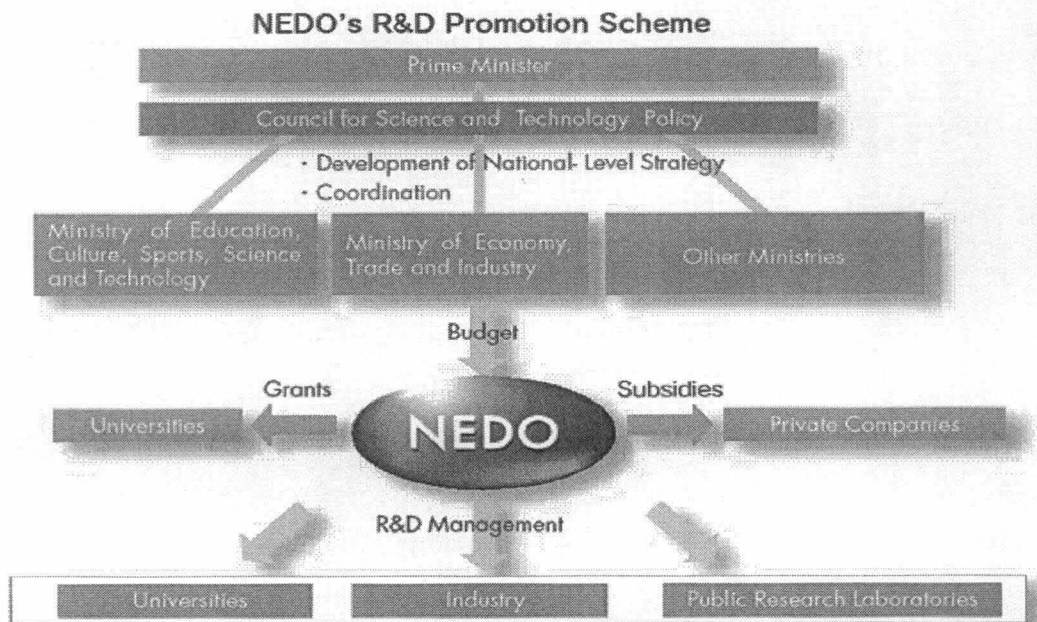 NEDO's R&D Promotion Scheme
Prime Minister
Council for Science and Technology Policy
· Development of National-Level Strategy
· Coordination
Ministry of Education,
Culture, Sports, Science
and Technology
Ministry of Economy,
Trade and Industry
Other Ministries
Budget
Grants
Subsidies
Universities
NEDO
Private Companies
R&D Management
Universities
Industry
Public Research Laboratories